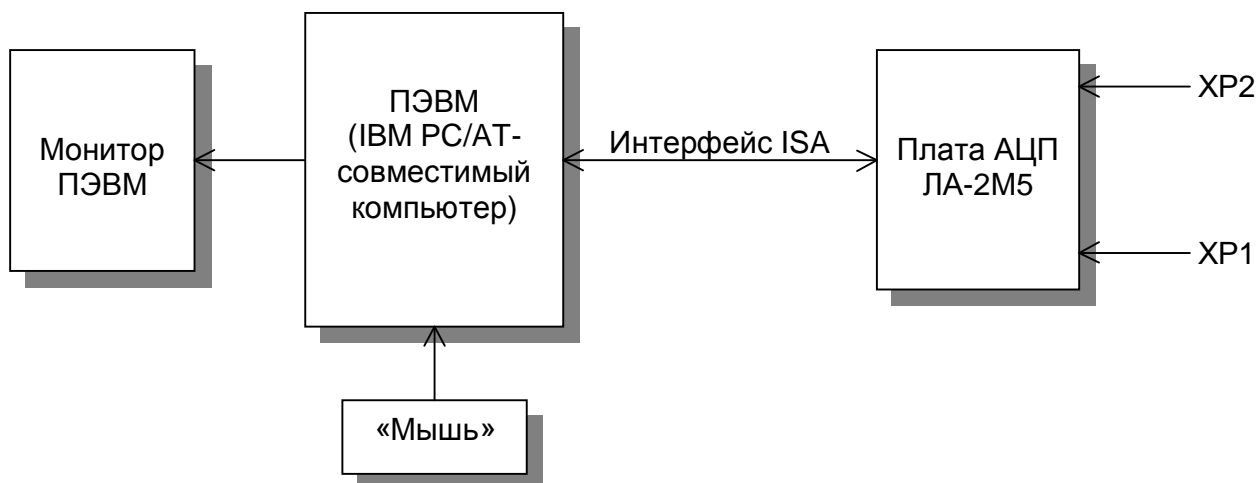 Монитор
ПЭВМ
ПЭВМ
(IBM PC/AT-
совместимый
компьютер)
Интерфейс ISA
Плата АЦП
ЛА-2М5
XP2
XP1
«Мышь»